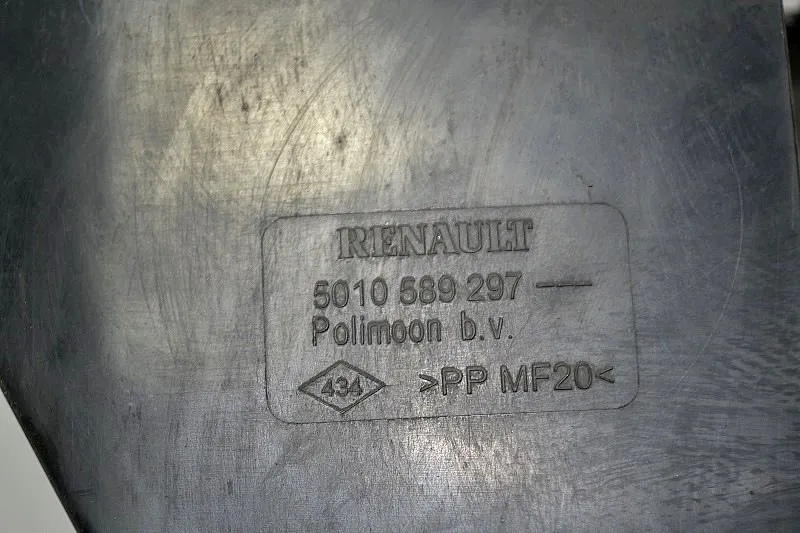 RENAULT
5010 589 297 —
Polimoon b.v.
434 >PP MF20<